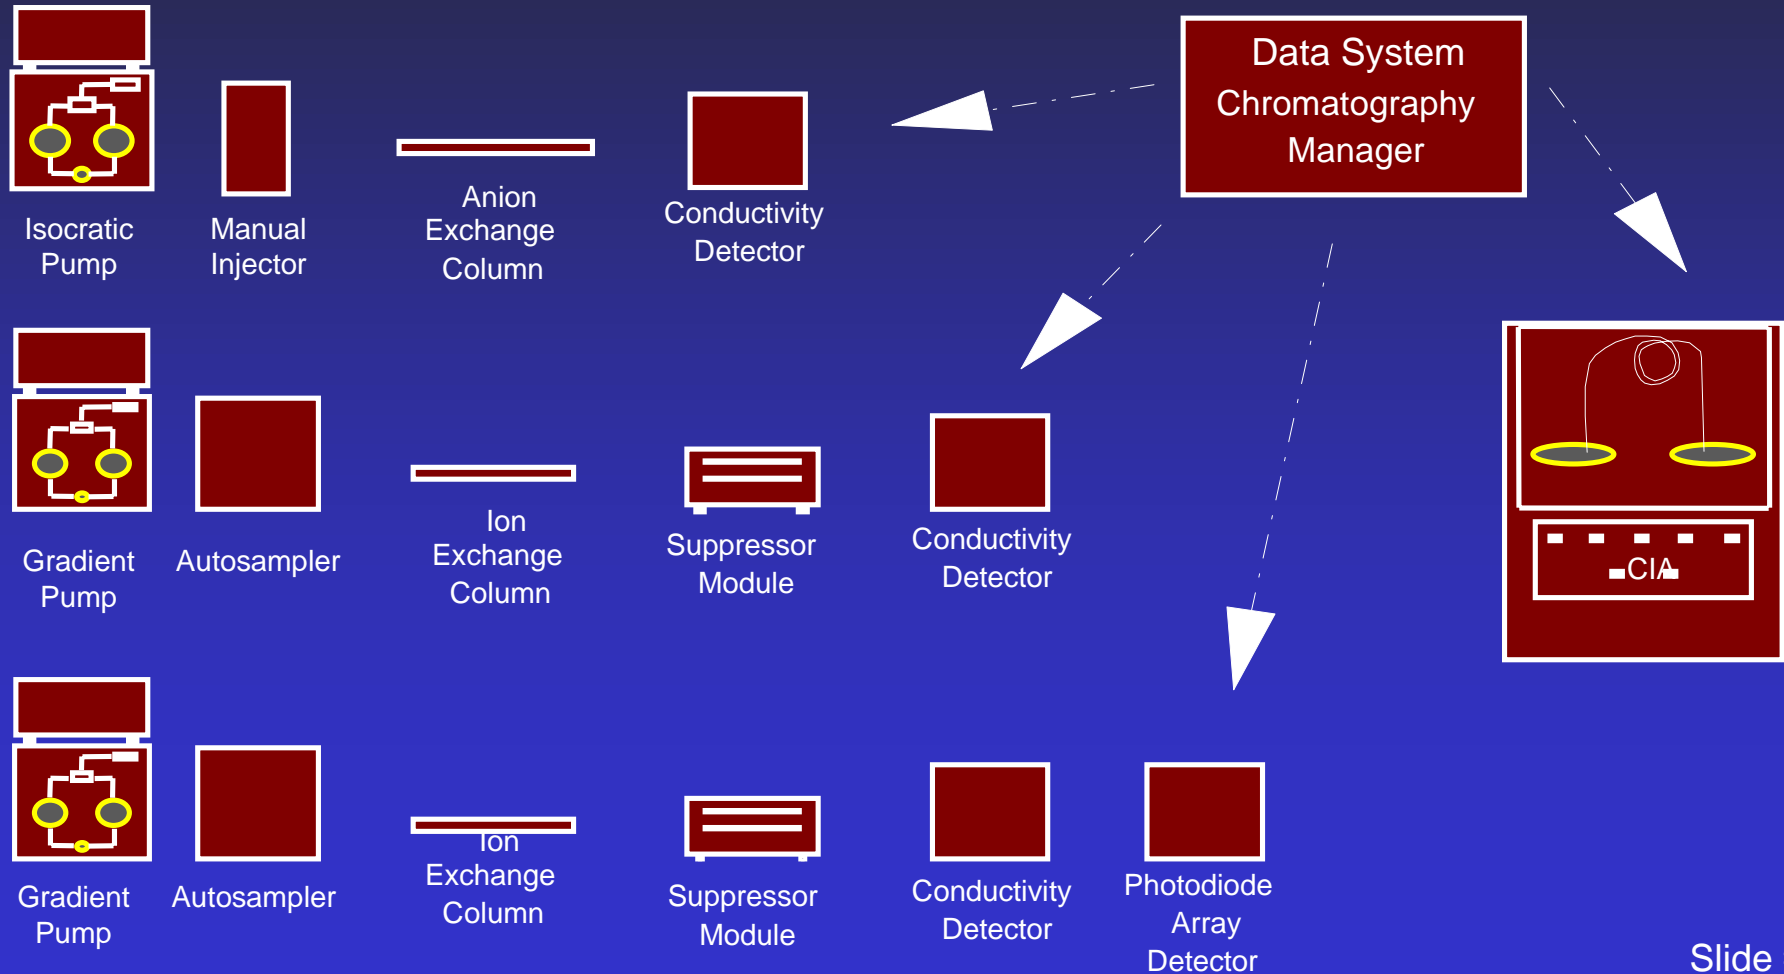 Data System
Chromatography
Manager
Isocratic
Pump
Manual
Injector
Anion
Exchange
Column
Conductivity
Detector
Gradient
Pump
Autosampler
Ion
Exchange
Column
Suppressor
Module
Conductivity
Detector
CIA
Gradient
Pump
Autosampler
Ion
Exchange
Column
Suppressor
Module
Conductivity
Detector
Photodiode
Array
Detector
Slide